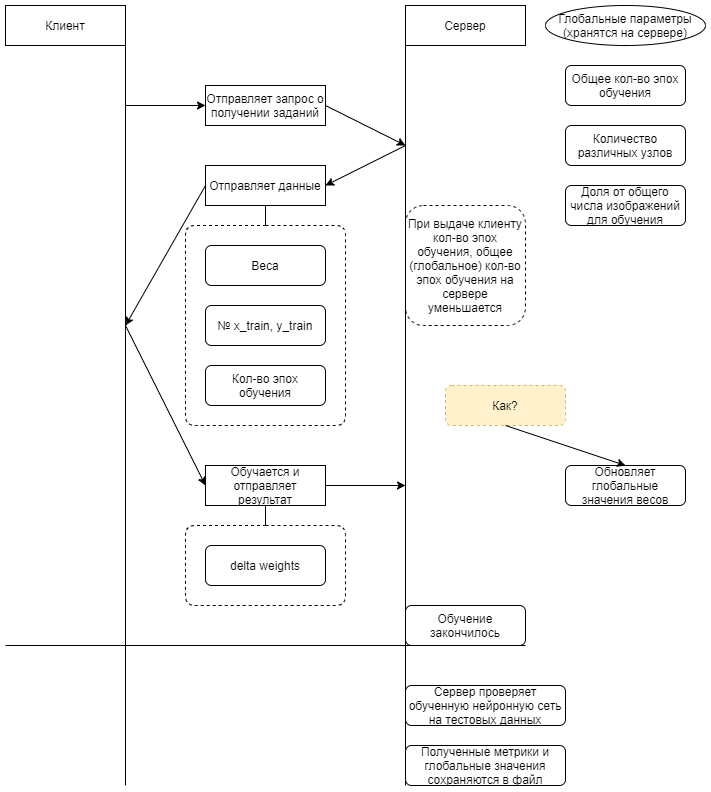 Клиент
Сервер
Глобальные параметры
(хранятся на сервере)
Общее кол-во эпох
обучения
Отправляет запрос о
получении заданий
Количество
различных узлов
Отправляет данные
Доля от общего
числа изображений
для обучения
При выдаче клиенту
кол-во эпох
обучения, общее
(глобальное) кол-во
эпох обучения на
сервере
уменьшается
Веса
№ x_train, y_train
Кол-во эпох
обучения
Как?
Обучается и
отправляет
результат
Обновляет
глобальные
значения весов
delta weights
Обучение
закончилось
Сервер проверяет
обученную нейронную сеть
на тестовых данных
Полученные метрики и
глобальные значения
сохраняются в файл